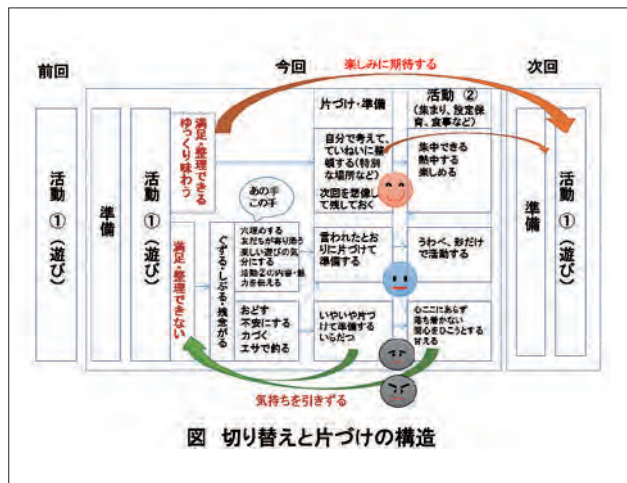 前回
今回
次回
楽しみに期待する
活動 ①（遊び）
準備
活動 ①（遊び）
満足・整理できる
ゆっくり味わう
満足・整理できない
ぐずる・しぶる・残念がる
あの手
この手
穴埋めする
友だちが寄り添う
楽しい遊びの気
分にする
活動②の内容・魅
力を伝える
おどす
不安にする
力づく
エサで釣る
片づけ・準備
自分で考えて、
ていねいに整
頓する（特別
な場所など）
次回を想像し
て残しておく
言われたとお
りに片づけて
準備する
いやいや片づ
けて準備する
いらだつ
活動 ②
（集まり、設定保
育、食事など）
集中できる
熱中する
楽しめる
うわべ、形だけ
で活動する
心ここにあらず
落ち着かない
関心をひこうとする
甘える
準備
活動 ①（遊び）
気持ちを引きずる
図 切り替えと片づけの構造